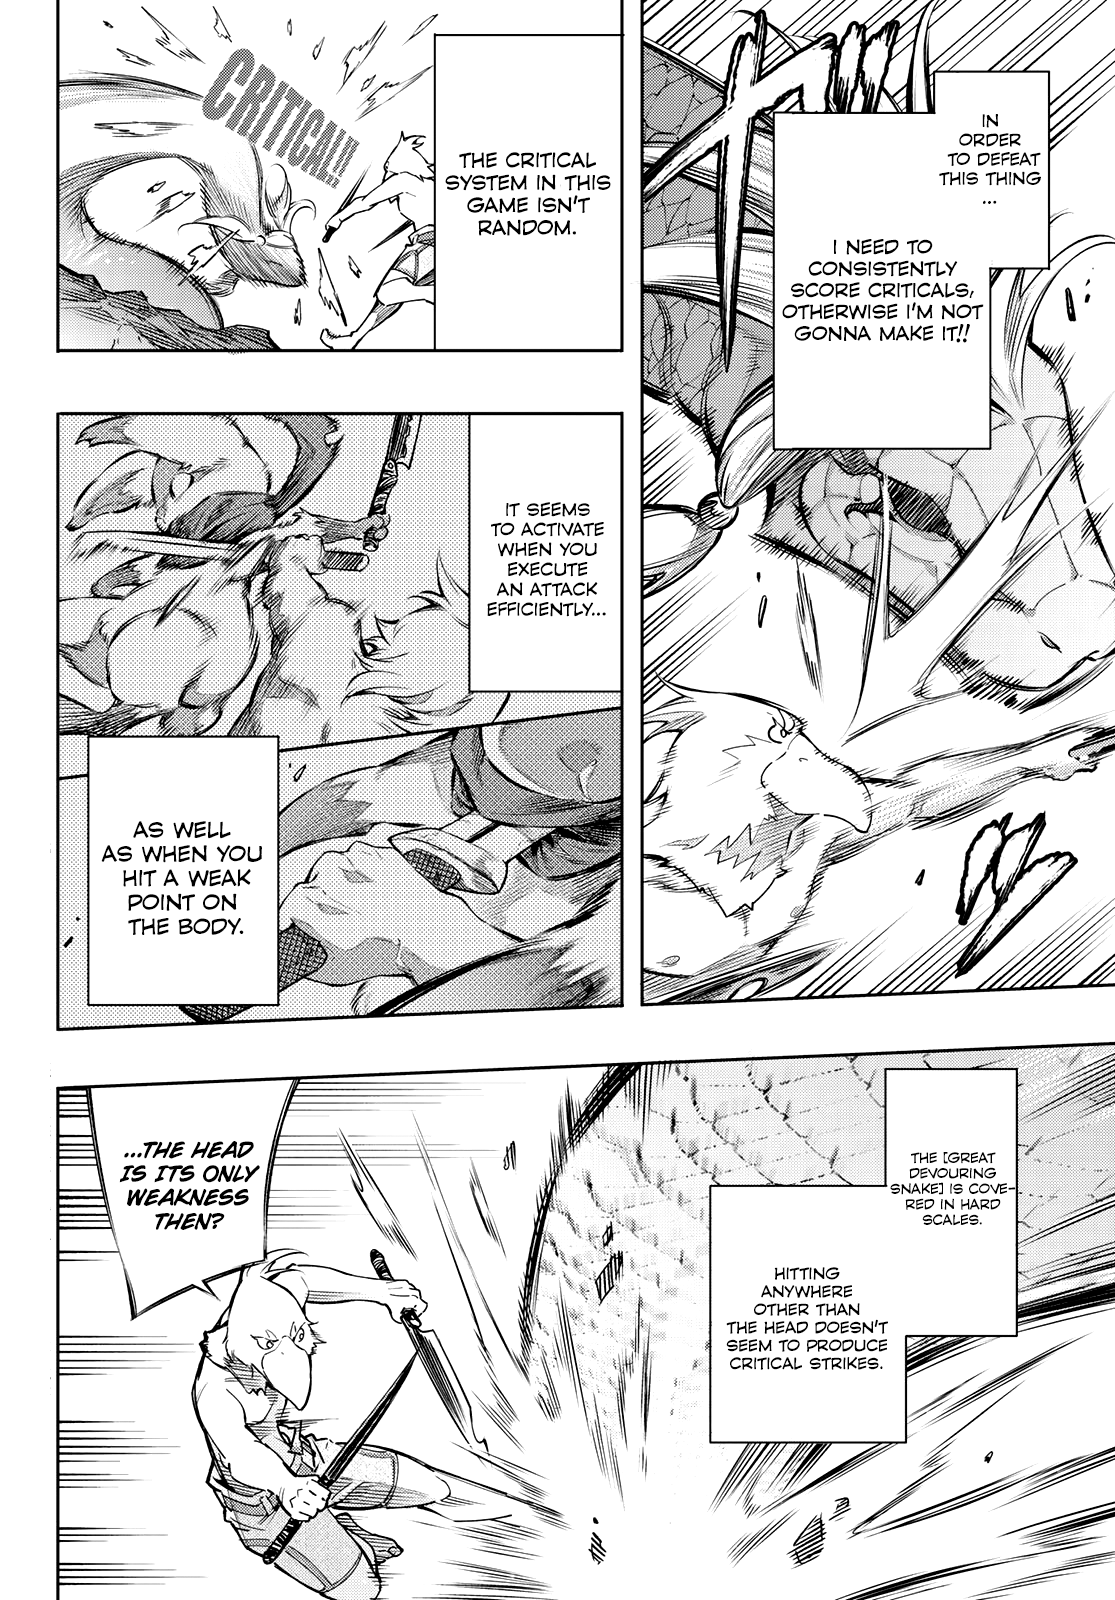 IN
ORDER
TO DEFEAT
THIS THING
...
I NEED TO
CONSISTENTLY
SCORE CRITICALS,
OTHERWISE I'M NOT
GONNA MAKE IT!!
CRITICAL!!
THE CRITICAL
SYSTEM IN THIS
GAME ISN'T
RANDOM.
IT SEEMS
TO ACTIVATE
WHEN YOU
EXECUTE
AN ATTACK
EFFICIENTLY...
AS WELL
AS WHEN YOU
HIT A WEAK
POINT ON
THE BODY.
THE [GREAT
DEVOURING
SNAKE] IS COVE-
RED IN HARD
SCALES.
HITTING
ANYWHERE
OTHER THAN
THE HEAD DOESN'T
SEEM TO PRODUCE
CRITICAL STRIKES.
...THE HEAD
IS ITS ONLY
WEAKNESS
THEN?